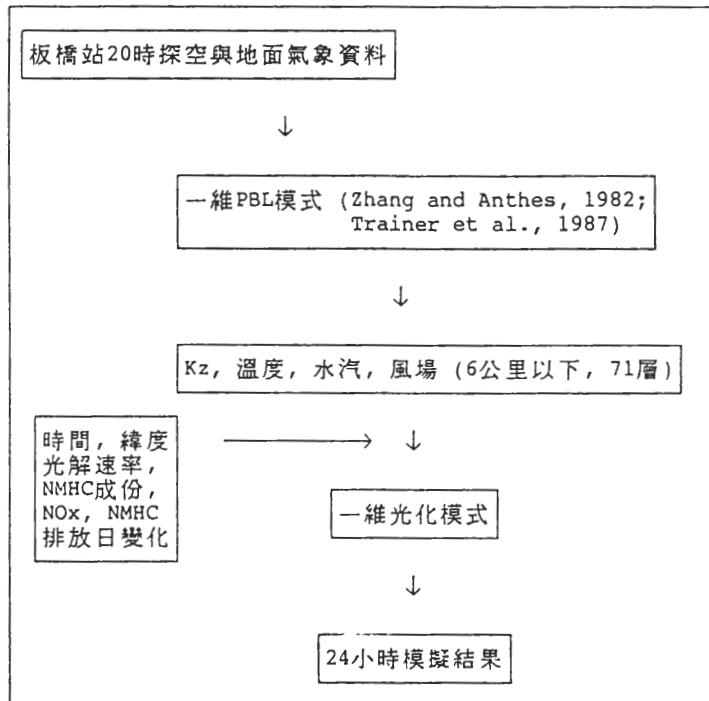 板橋站20時探空與地面氣象資料
↓
一維PBL模式 (Zhang and Anthes, 1982;
Trainer et al., 1987)
↓
Kz, 溫度, 水汽, 風場 (6公里以下, 71層)
時間, 緯度
光解速率,
NMHC成份,
NOx, NMHC
排放日變化
→ ↓
一維光化模式
↓
24小時模擬結果